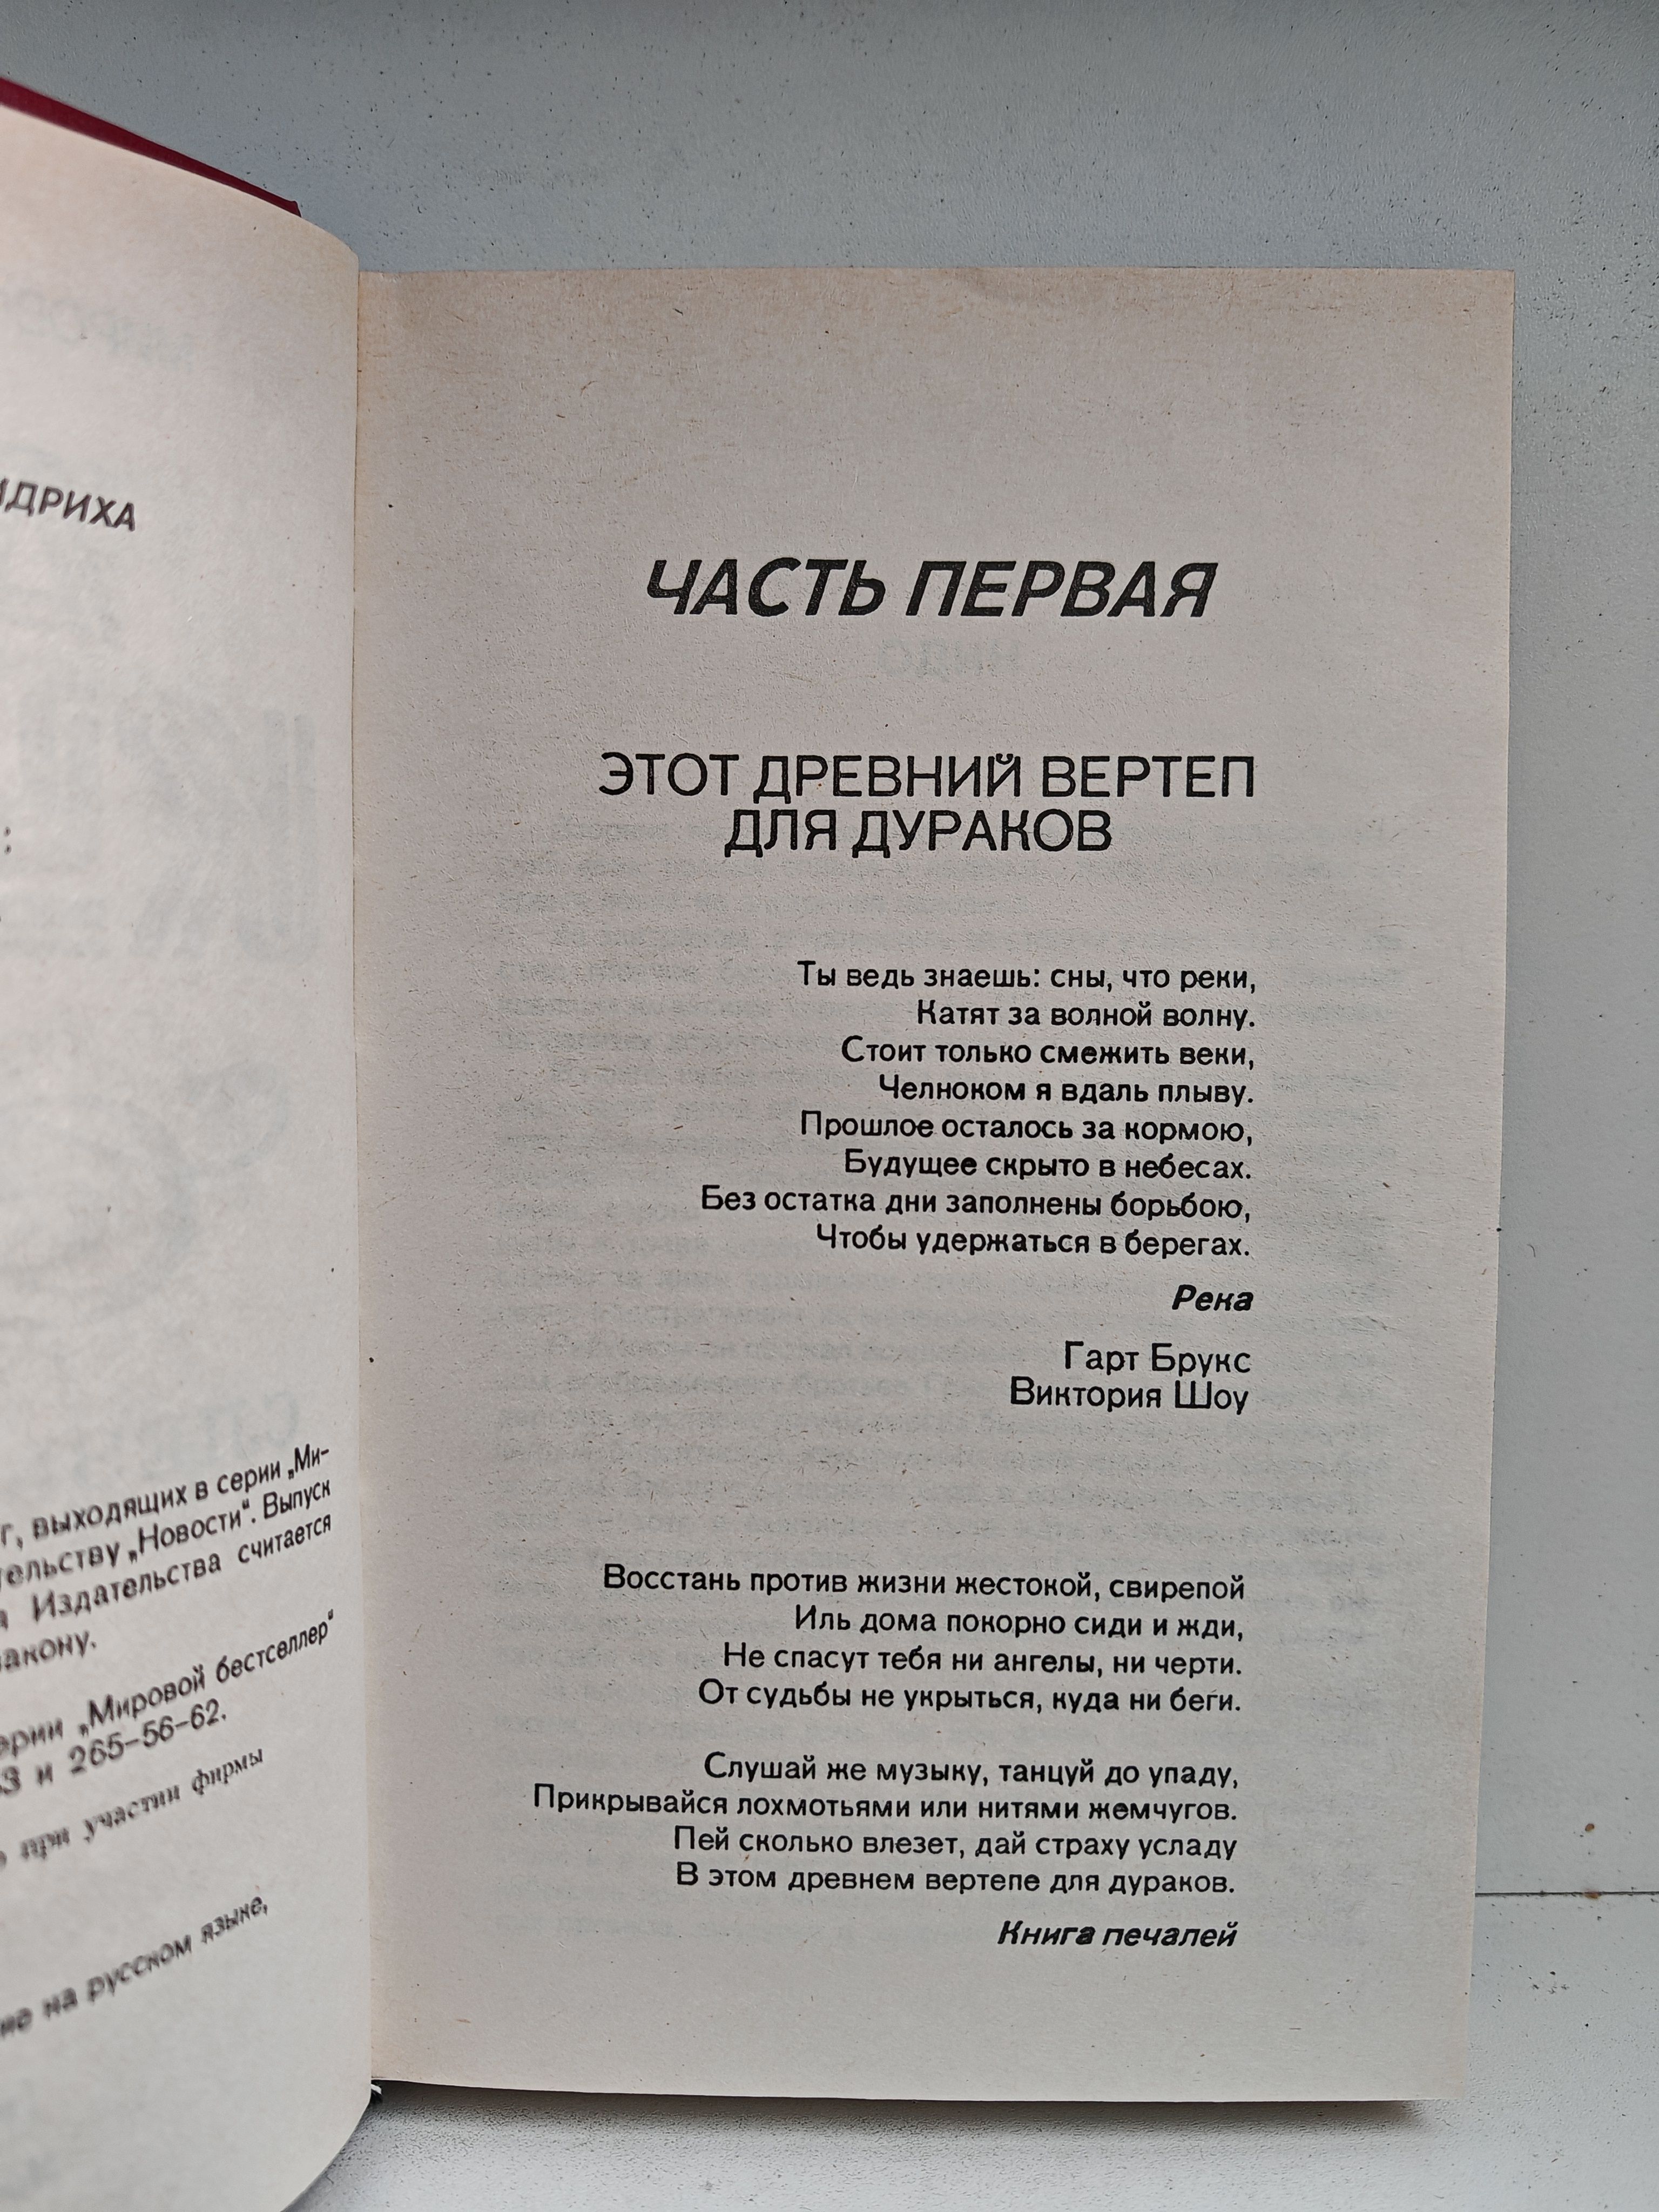 ДРИХА
:
г, выходящих в серии „Ми-
ельству „Новости“. Выпуск
Издательства считается
акону.
ерии „Мировой бестселлер“
3 и 265–56–62.
при участии фирмы
на русском языке,
ЧАСТЬ ПЕРВАЯ
ЭТОТ ДРЕВНИЙ ВЕРТЕП
ДЛЯ ДУРАКОВ
Ты ведь знаешь: сны, что реки,
Катят за волной волну.
Стоит только смежить веки,
Челноком я вдаль плыву.
Прошлое осталось за кормою,
Будущее скрыто в небесах.
Без остатка дни заполнены борьбою,
Чтобы удержаться в берегах.
Река
Гарт Брукс
Виктория Шоу
Восстань против жизни жестокой, свирепой
Иль дома покорно сиди и жди,
Не спасут тебя ни ангелы, ни черти.
От судьбы не укрыться, куда ни беги.
Слушай же музыку, танцуй до упаду,
Прикрывайся лохмотьями или нитями жемчугов.
Пей сколько влезет, дай страху усладу
В этом древнем вертепе для дураков.
Книга печалей